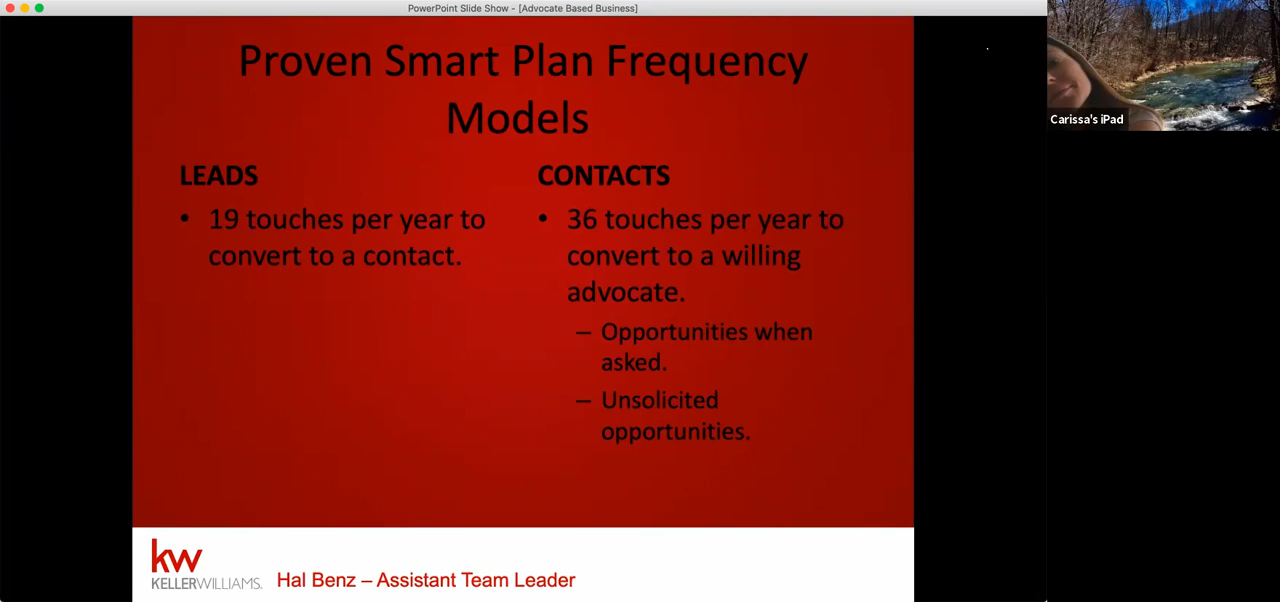 PowerPoint Slide Show - [Advocate Based Business]
Proven Smart Plan Frequency
Models
LEADS
• 19 touches per year to
convert to a contact.
CONTACTS
• 36 touches per year to
convert to a willing
advocate.
– Opportunities when
asked.
– Unsolicited
opportunities.
kw
KELLERWILLIAMS.
Hal Benz – Assistant Team Leader
Carissa's iPad